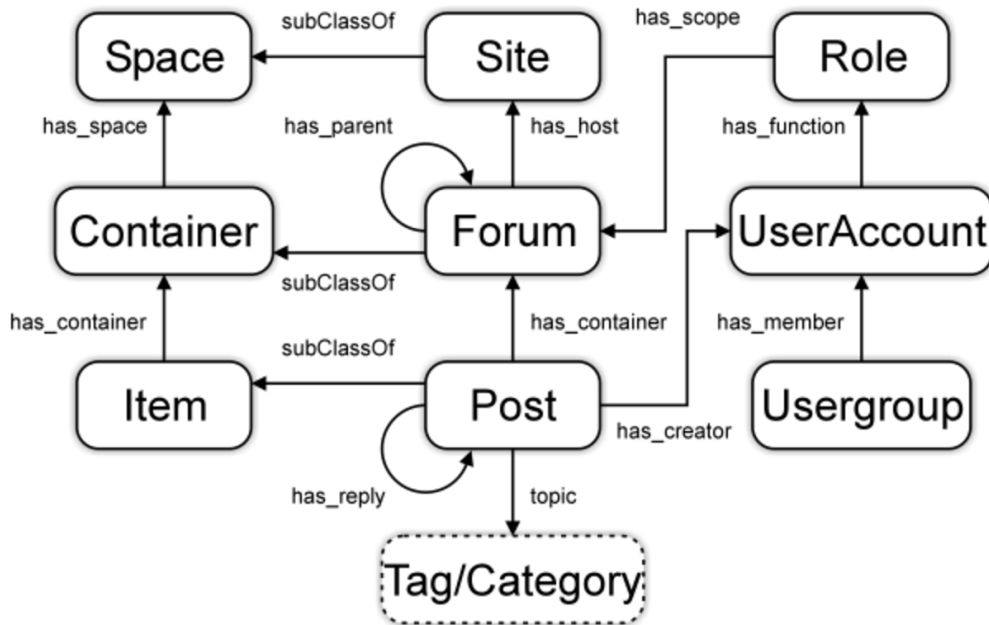 subClassOf
has_scope
Space
Site
Role
has_space
has_parent
has_host
has_function
Container
Forum
UserAccount
subClassOf
has_container
has_container
has_member
subClassOf
Item
Post
Usergroup
has_creator
has_reply
topic
Tag/Category